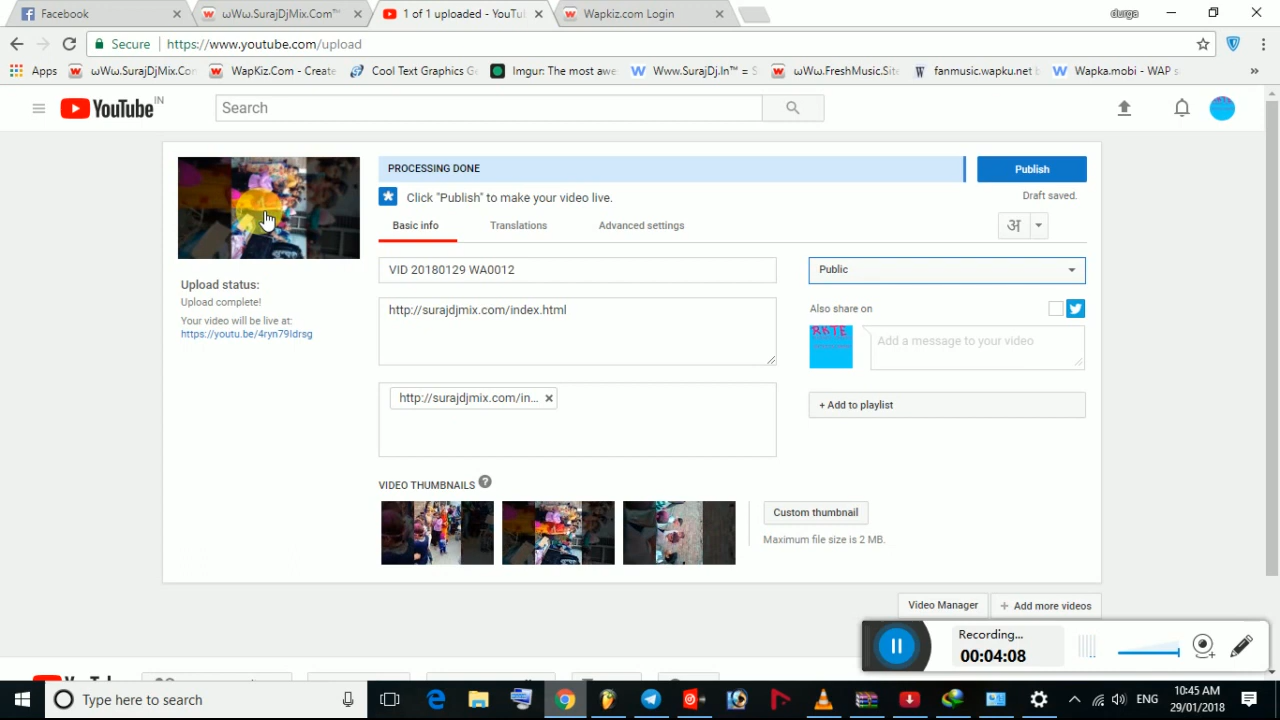 Facebook
ωWω.SurajDjMix.Com™
1 of 1 uploaded - YouTu
Wapkiz.com Login
durga
Secure
https://www.youtube.com/upload
Apps
ωWω.SurajDjMix.Com
WapKiz.Com - Create
Cool Text Graphics G
Imgur: The most awe
Www.SurajDj.In™ = S
ωWω.FreshMusic.Site
fanmusic.wapku.net
Wapka.mobi - WAP s
YouTube IN
Search
PROCESSING DONE
Publish
Click "Publish" to make your video live.
Draft saved.
Basic info
Translations
Advanced settings
अ
VID 20180129 WA0012
Public
Upload status:
Upload complete!
http://surajdjmix.com/index.html
Also share on
Your video will be live at:
https://youtu.be/4ryn79Idrsg
RKTE
Add a message to your video
http://surajdjmix.com/in...
+ Add to playlist
VIDEO THUMBNAILS
Custom thumbnail
Maximum file size is 2 MB.
Video Manager
+ Add more videos
Recording...
00:04:08
Type here to search
ENG
10:45 AM
29/01/2018